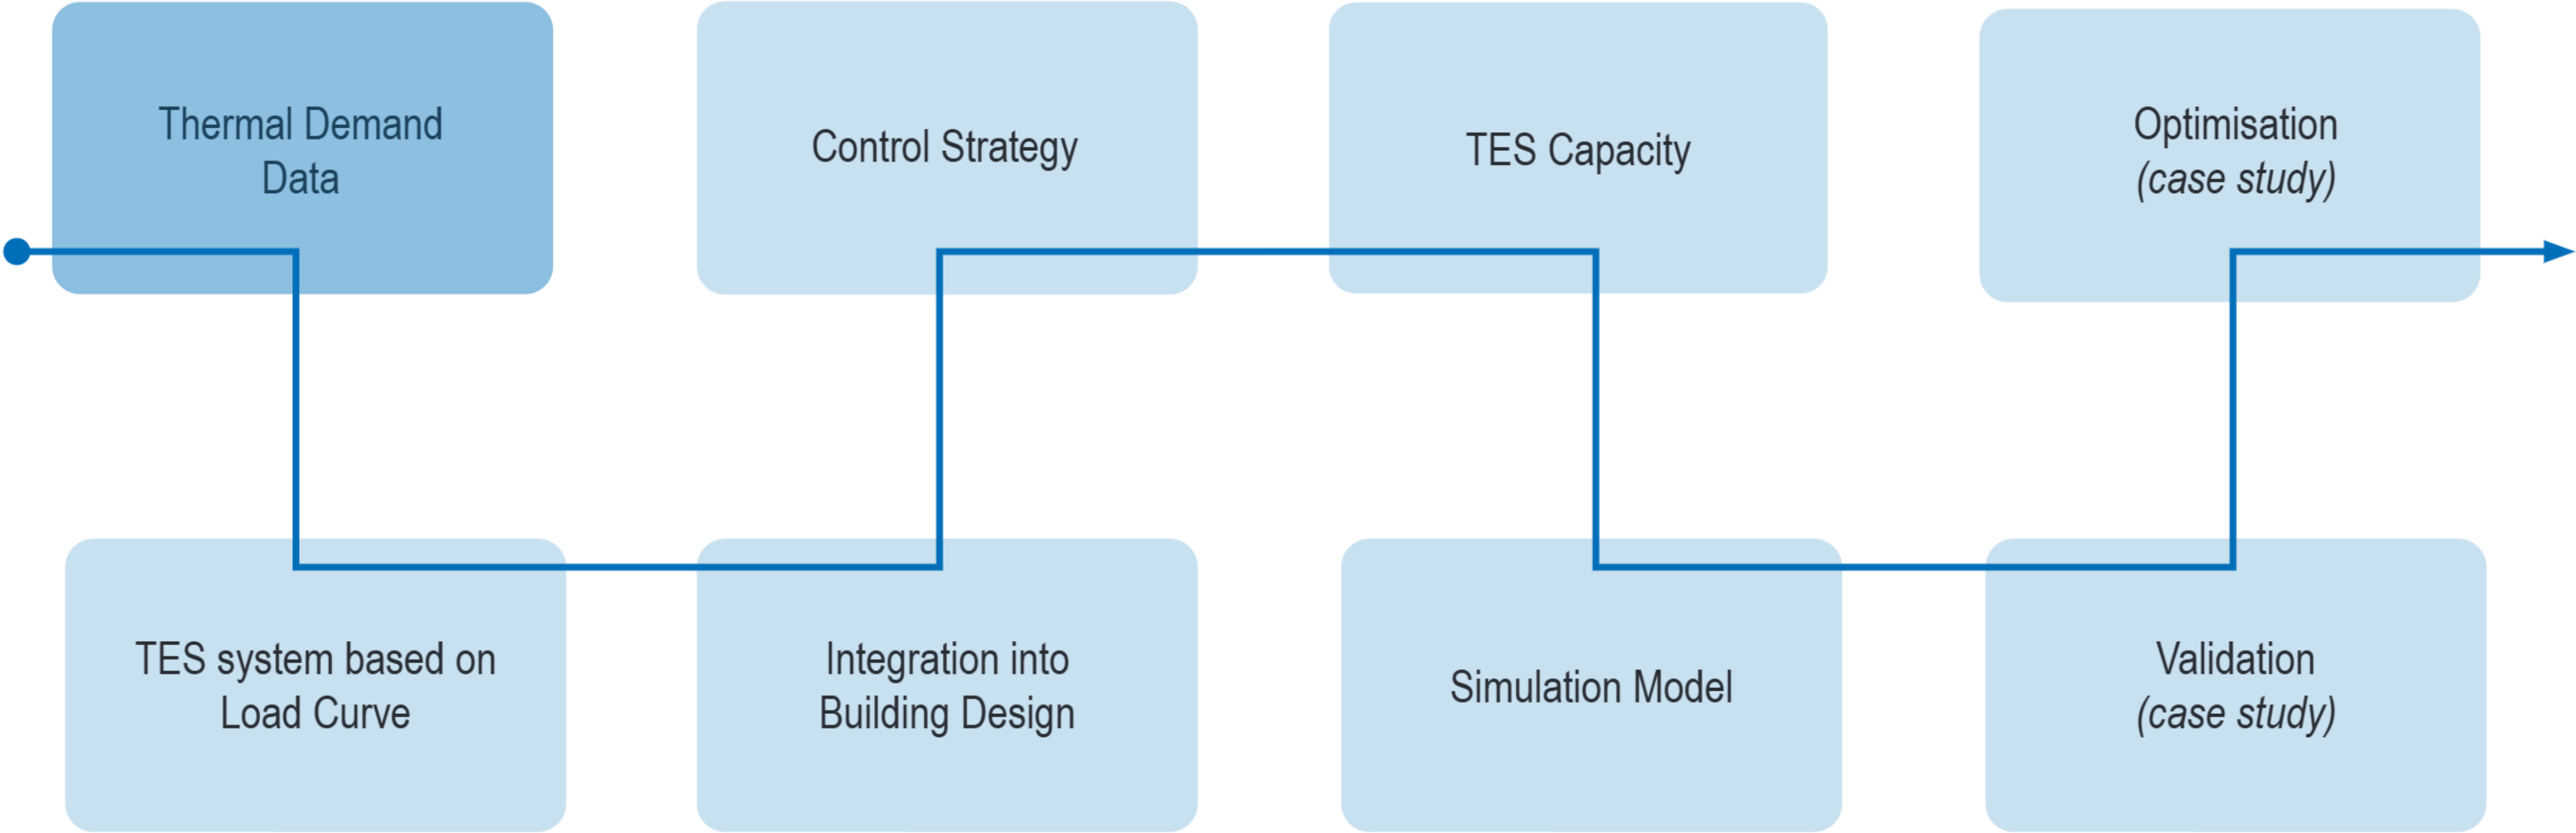 Thermal Demand
Data
Control Strategy
TES Capacity
Optimisation
(case study)
TES system based on
Load Curve
Integration into
Building Design
Simulation Model
Validation
(case study)